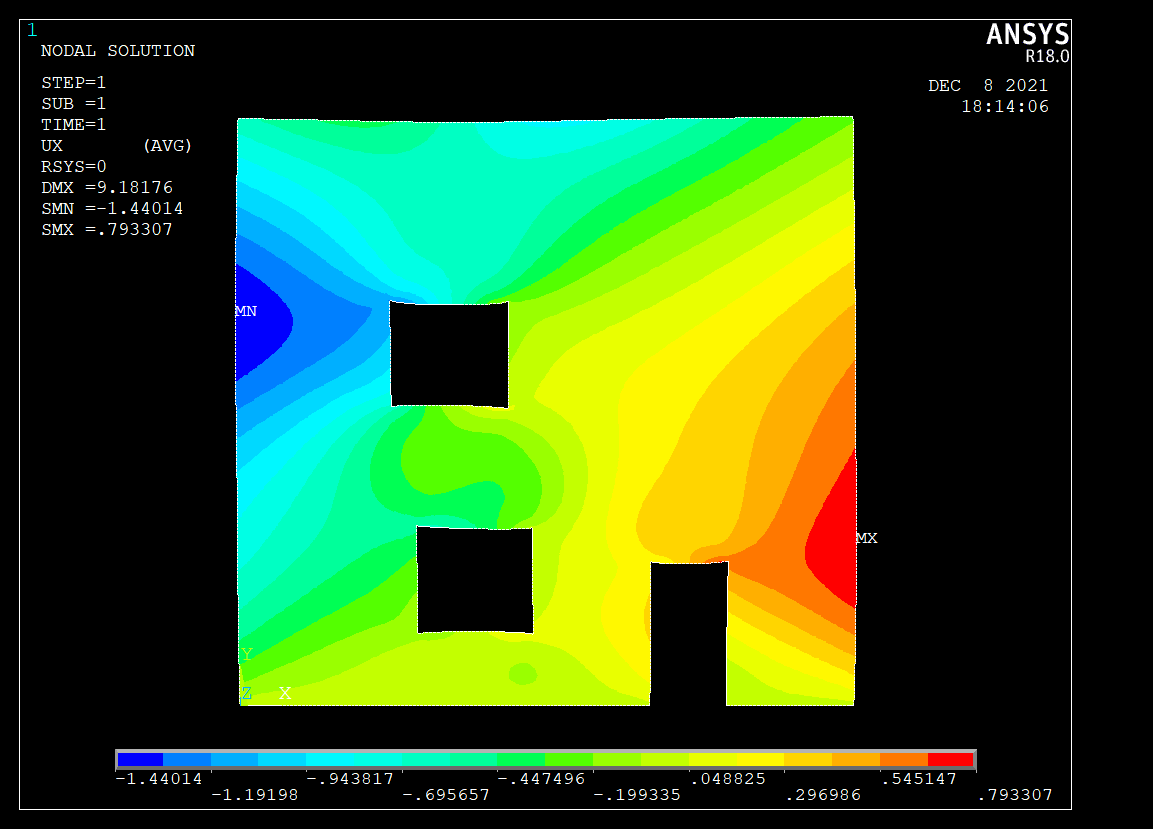 1
ANSYS
R18.0
NODAL SOLUTION
STEP=1
SUB =1
TIME=1
UX (AVG)
RSYS=0
DMX =9.18176
SMN =-1.44014
SMX =.793307
DEC 8 2021
18:14:06
MN
MX
Y
Z X
-1.44014 -.943817 -.447496 .048825 .545147
-1.19198 -.695657 -.199335 .296986 .793307